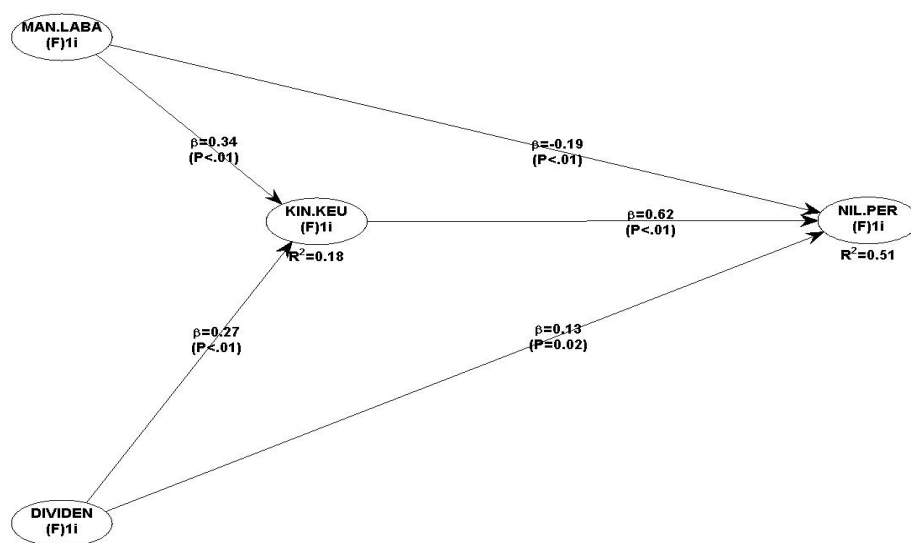 MAN.LABA
(F)1i
β=0.34
(P<.01)
β=-0.19
(P<.01)
KIN.KEU
(F)1i
R²=0.18
β=0.62
(P<.01)
NIL.PER
(F)1i
R²=0.51
β=0.27
(P<.01)
β=0.13
(P=0.02)
DIVIDEN
(F)1i